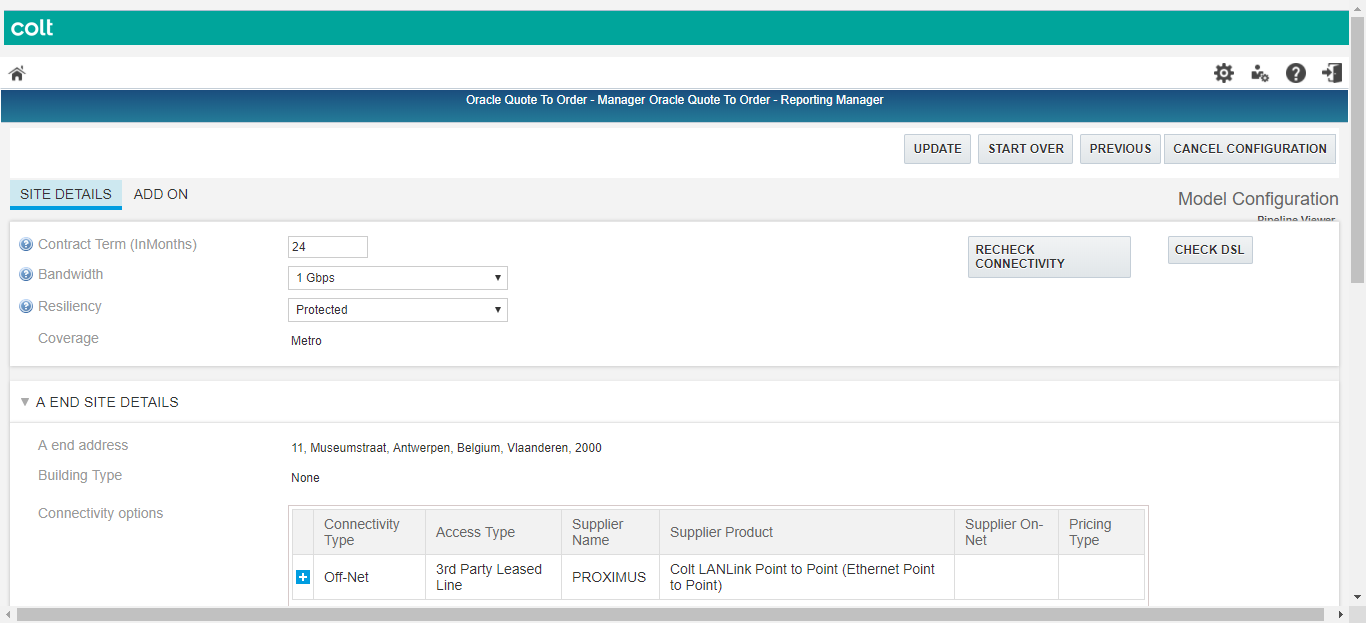 colt
Oracle Quote To Order - Manager Oracle Quote To Order - Reporting Manager
UPDATE START OVER PREVIOUS CANCEL CONFIGURATION
SITE DETAILS ADD ON
Model Configuration
Pipeline Viewer
? Contract Term (InMonths) 24
RECHECK
CONNECTIVITY
CHECK DSL
? Bandwidth 1 Gbps
? Resiliency Protected
Coverage Metro
A END SITE DETAILS
A end address 11, Museumstraat, Antwerpen, Belgium, Vlaanderen, 2000
Building Type None
Connectivity options
Connectivity
Type
Access Type
Supplier
Name
Supplier Product
Supplier On-
Net
Pricing
Type
Off-Net
3rd Party Leased
Line
PROXIMUS
Colt LANLink Point to Point (Ethernet Point
to Point)